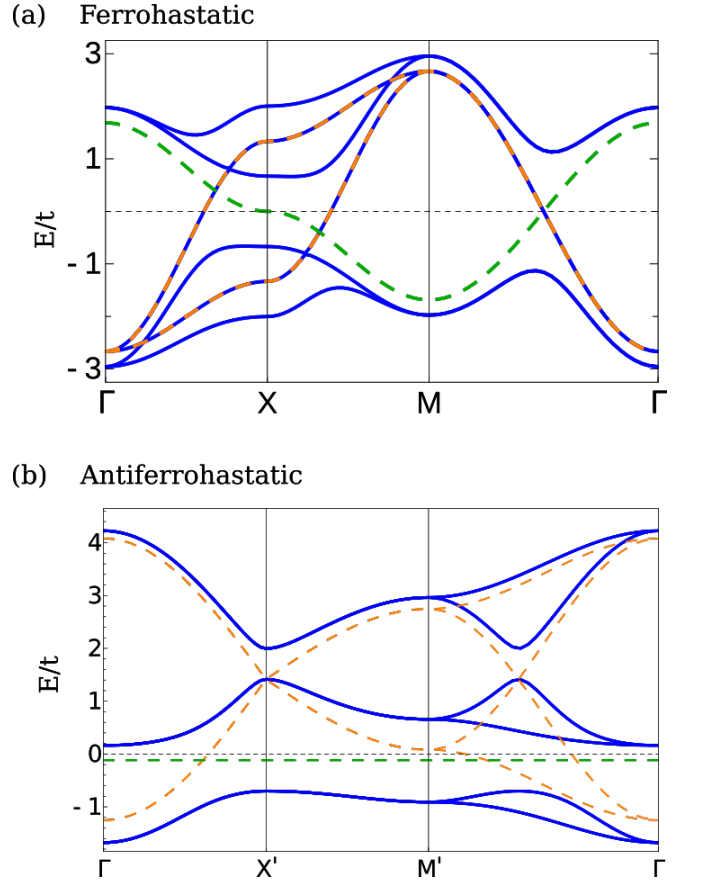 (a) Ferrohastatic
3
1
E/t
- 1
- 3
Γ X M Γ
(b) Antiferrohastatic
4
3
2
E/t
1
0
- 1
Γ X' M' Γ